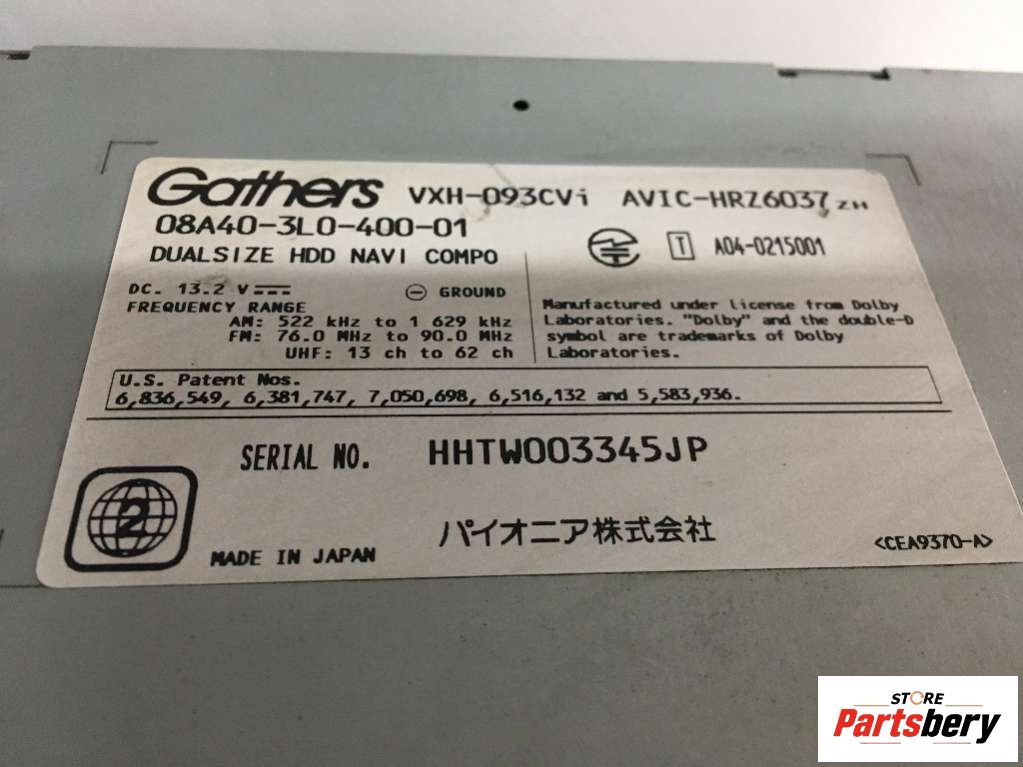 Gathers VXH-093CVi AVIC-HRZ6037 ZH
08A40-3L0-400-01
DUALSIZE HDD NAVI COMPO
T A04-0215001
DC. 13.2 V
GROUND
FREQUENCY RANGE
AM: 522 kHz to 1 629 kHz
FM: 76.0 MHz to 90.0 MHz
UHF: 13 ch to 62 ch
Manufactured under license from Dolby
Laboratories. "Dolby" and the double-D
symbol are trademarks of Dolby
Laboratories.
U.S. Patent Nos.
6,836,549, 6,381,747, 7,050,698, 6,516,132 and 5,583,936.
SERIAL NO. HHTW003345JP
2
MADE IN JAPAN
パイオニア株式会社
<CEA9370-A>
STORE
Partsbery